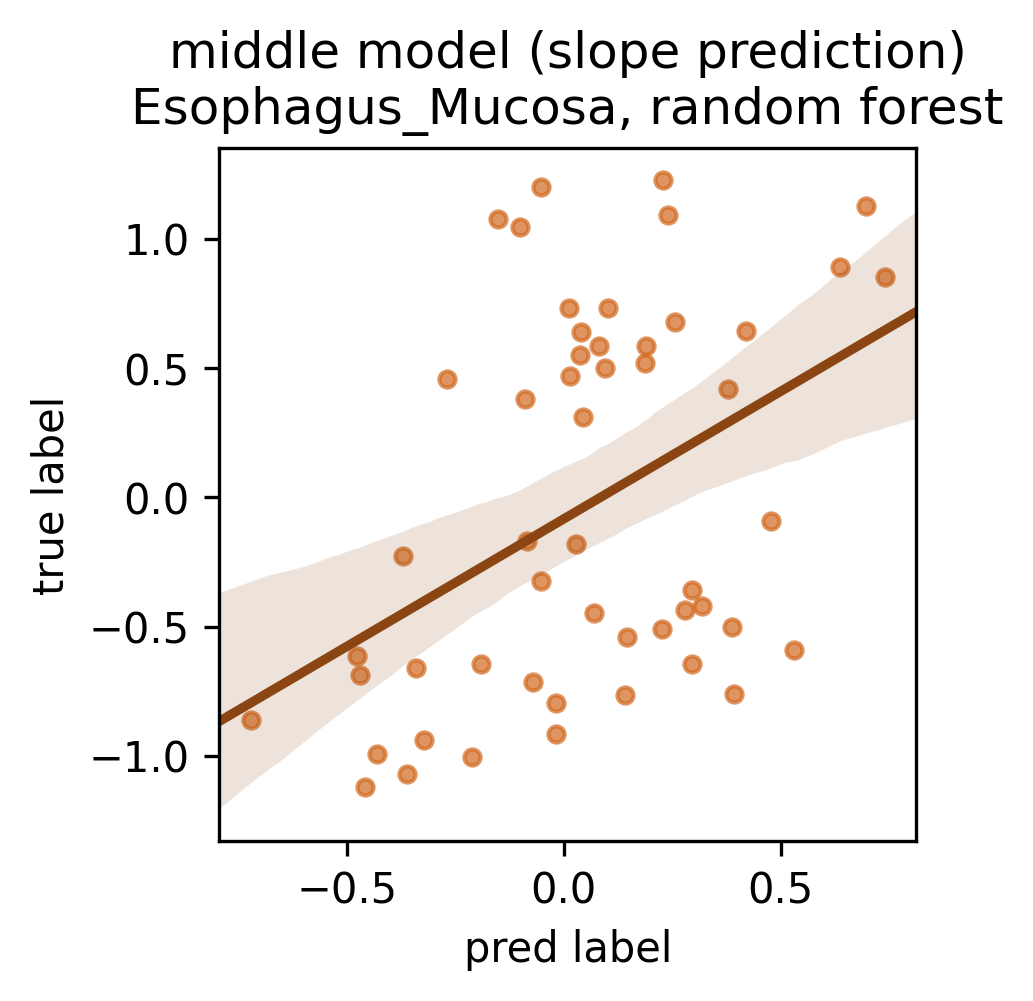 middle model (slope prediction)
Esophagus_Mucosa, random forest
1.0
0.5
0.0
−0.5
−1.0
true label
−0.5
0.0
0.5
pred label